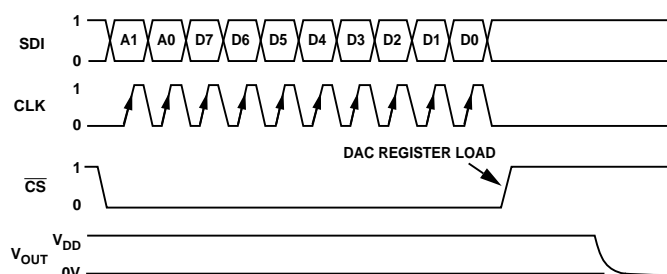 SDI 1 0 A1 A0 D7 D6 D5 D4 D3 D2 D1 D0
CLK 1 0
DAC REGISTER LOAD
CS 1 0
VOUT VDD 0V